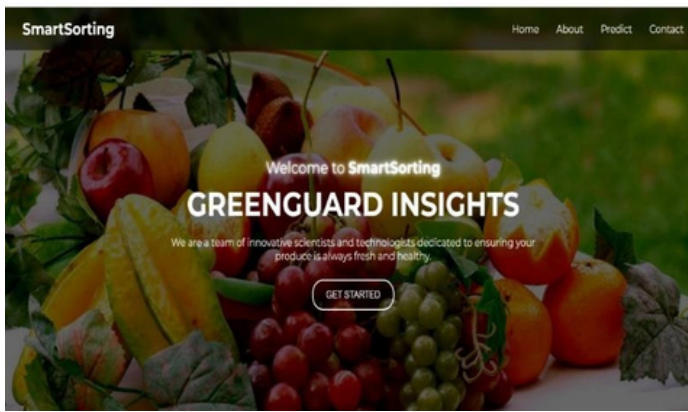 SmartSorting
Home About Predict Contact
Welcome to SmartSorting
GREENGUARD INSIGHTS
We are a team of innovative scientists and technologists dedicated to ensuring your
produce is always fresh and healthy.
GET STARTED